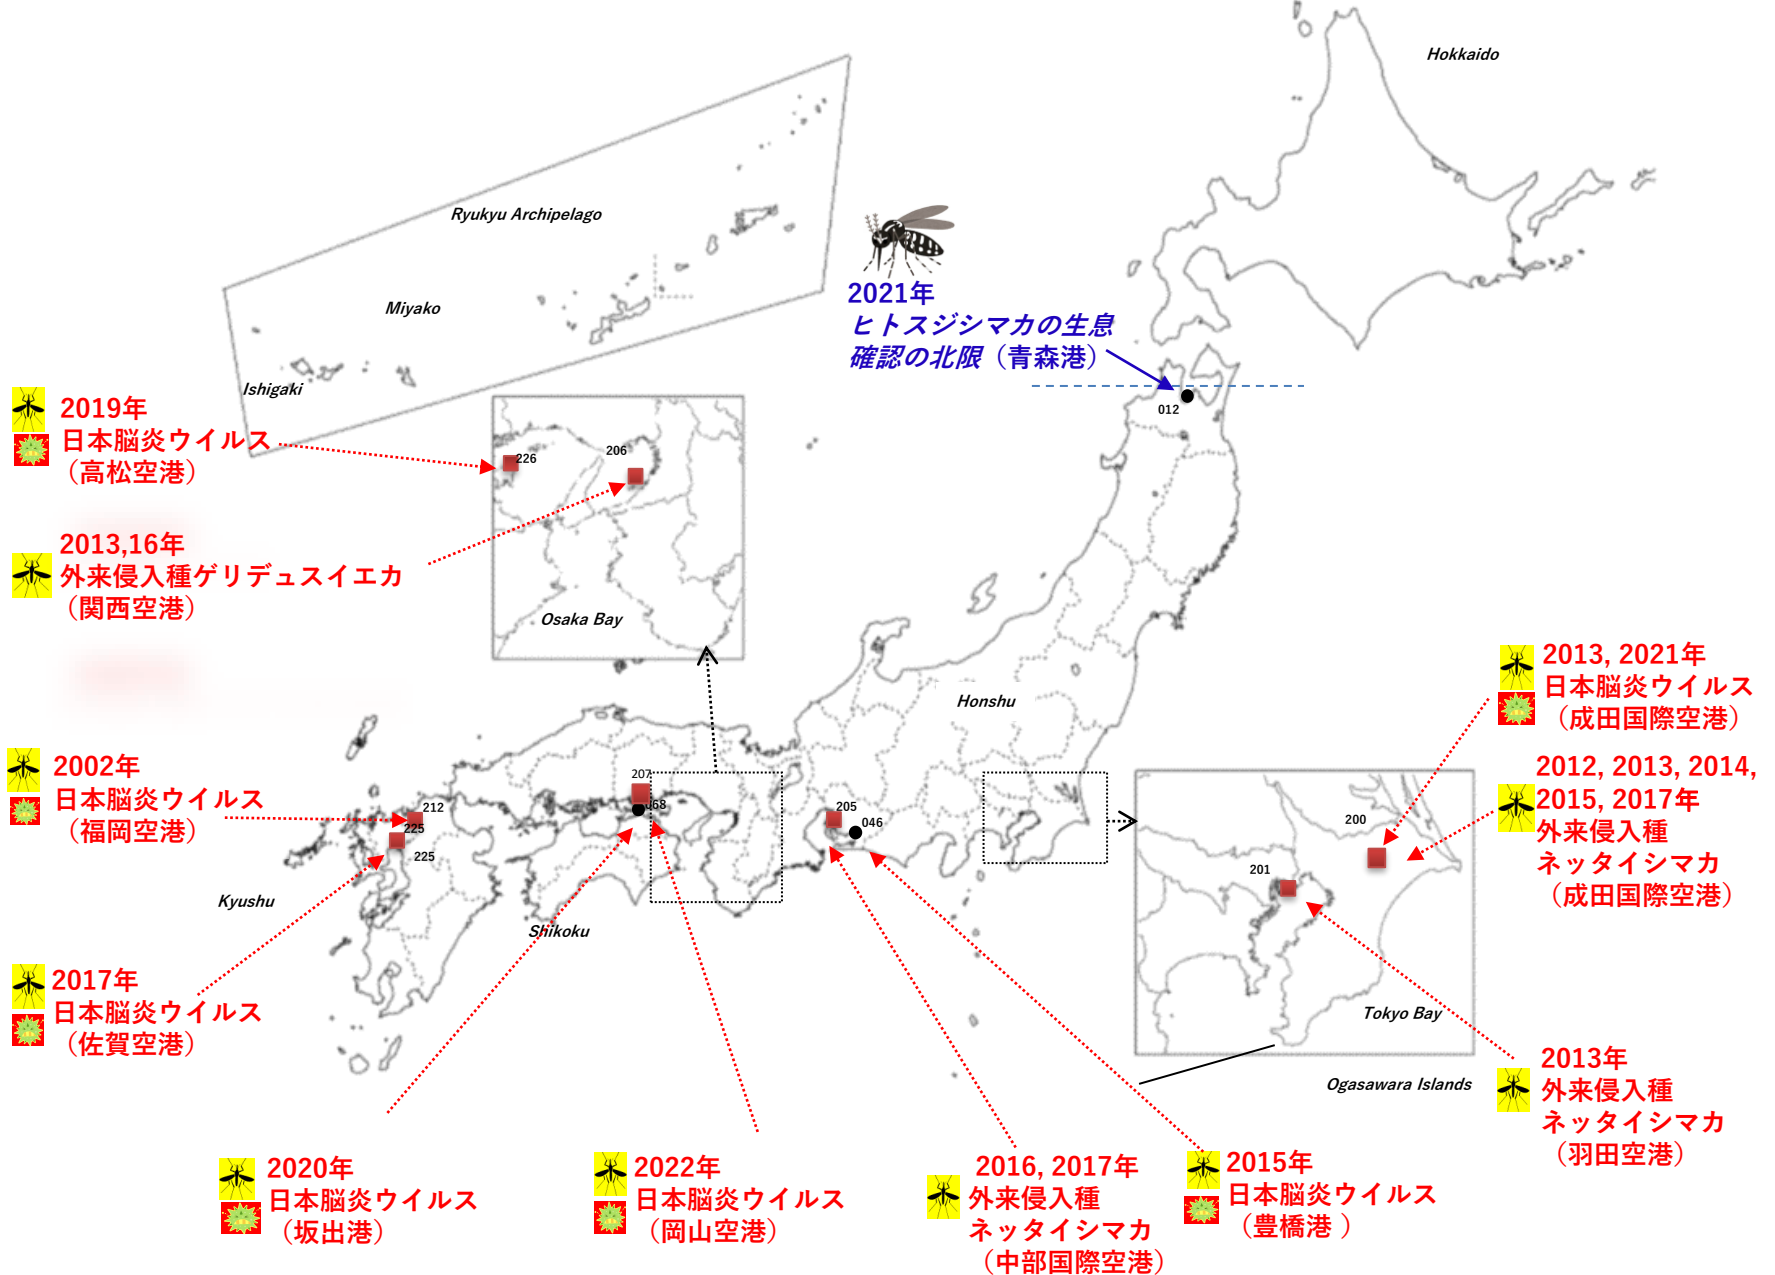 Hokkaido
Ryukyu Archipelago
Miyako
Ishigaki
2021年
ヒトスジシマカの生息
確認の北限（青森港）
012
2019年
日本脳炎ウイルス
（高松空港）
226
206
2013,16年
外来侵入種ゲリデュスイエカ
（関西空港）
Osaka Bay
Honshu
2013, 2021年
日本脳炎ウイルス
（成田国際空港）
2012, 2013, 2014,
2015, 2017年
外来侵入種
ネッタイシマカ
（成田国際空港）
2002年
日本脳炎ウイルス
（福岡空港）
212
225
225
207
068
205
046
200
201
Kyushu
Shikoku
2017年
日本脳炎ウイルス
（佐賀空港）
Tokyo Bay
Ogasawara Islands
2013年
外来侵入種
ネッタイシマカ
（羽田空港）
2020年
日本脳炎ウイルス
（坂出港）
2022年
日本脳炎ウイルス
（岡山空港）
2016, 2017年
外来侵入種
ネッタイシマカ
（中部国際空港）
2015年
日本脳炎ウイルス
（豊橋港 ）